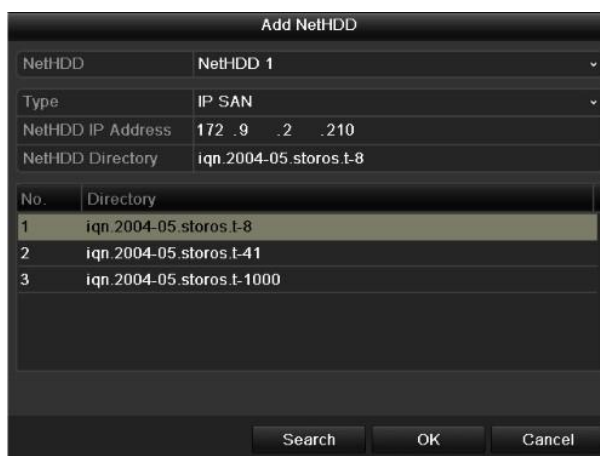 Add NetHDD
NetHDD NetHDD 1
Type IP SAN
NetHDD IP Address 172 .9 .2 .210
NetHDD Directory iqn.2004-05.storos.t-8
No. Directory
1 iqn.2004-05.storos.t-8
2 iqn.2004-05.storos.t-41
3 iqn.2004-05.storos.t-1000
Search OK Cancel